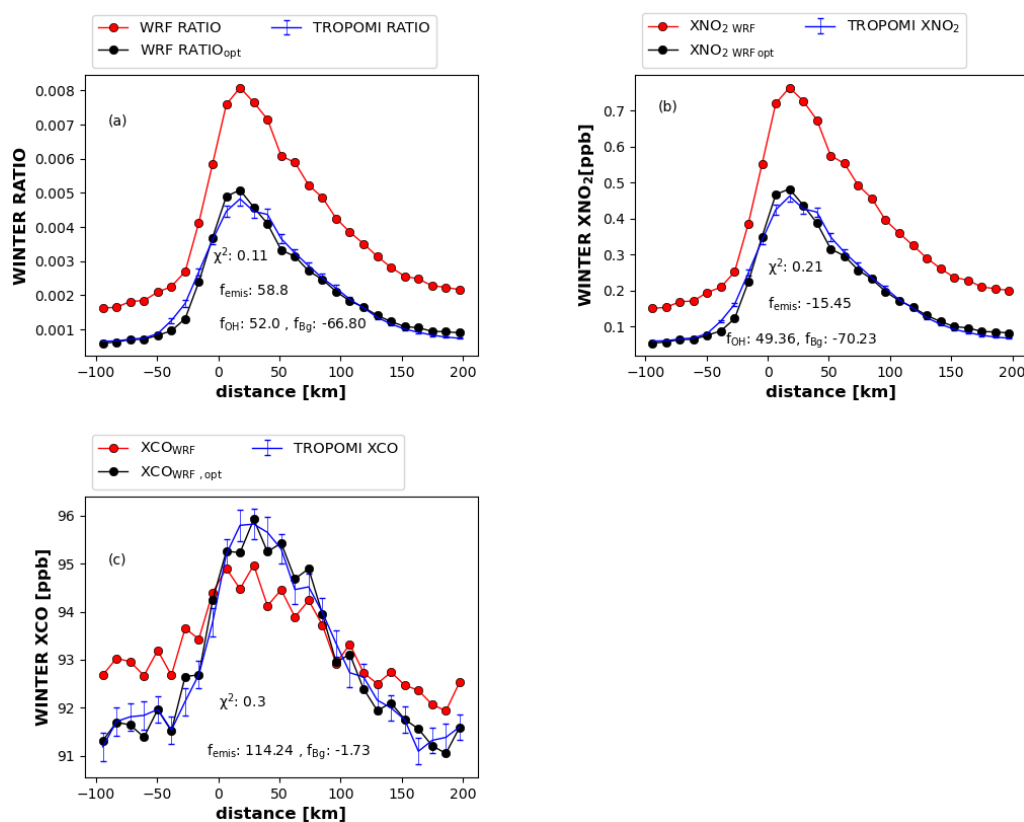 WRF RATIO
TROPOMI RATIO
WRF RATIOopt
(a)
WINTER RATIO
0.008
0.007
0.006
0.005
0.004
0.003
0.002
0.001
χ²: 0.11
femis: 58.8
fOH: 52.0 , fBg: -66.80
−100 −50 0 50 100 150 200
distance [km]
XNO₂ WRF
TROPOMI XNO₂
XNO₂ WRF opt
(b)
WINTER XNO₂[ppb]
0.7
0.6
0.5
0.4
0.3
0.2
0.1
χ²: 0.21
femis: -15.45
fOH: 49.36, fBg: -70.23
−100 −50 0 50 100 150 200
distance [km]
XCOWRF
TROPOMI XCO
XCOWRF ,opt
(c)
WINTER XCO [ppb]
96
95
94
93
92
91
χ²: 0.3
femis: 114.24 , fBg: -1.73
−100 −50 0 50 100 150 200
distance [km]